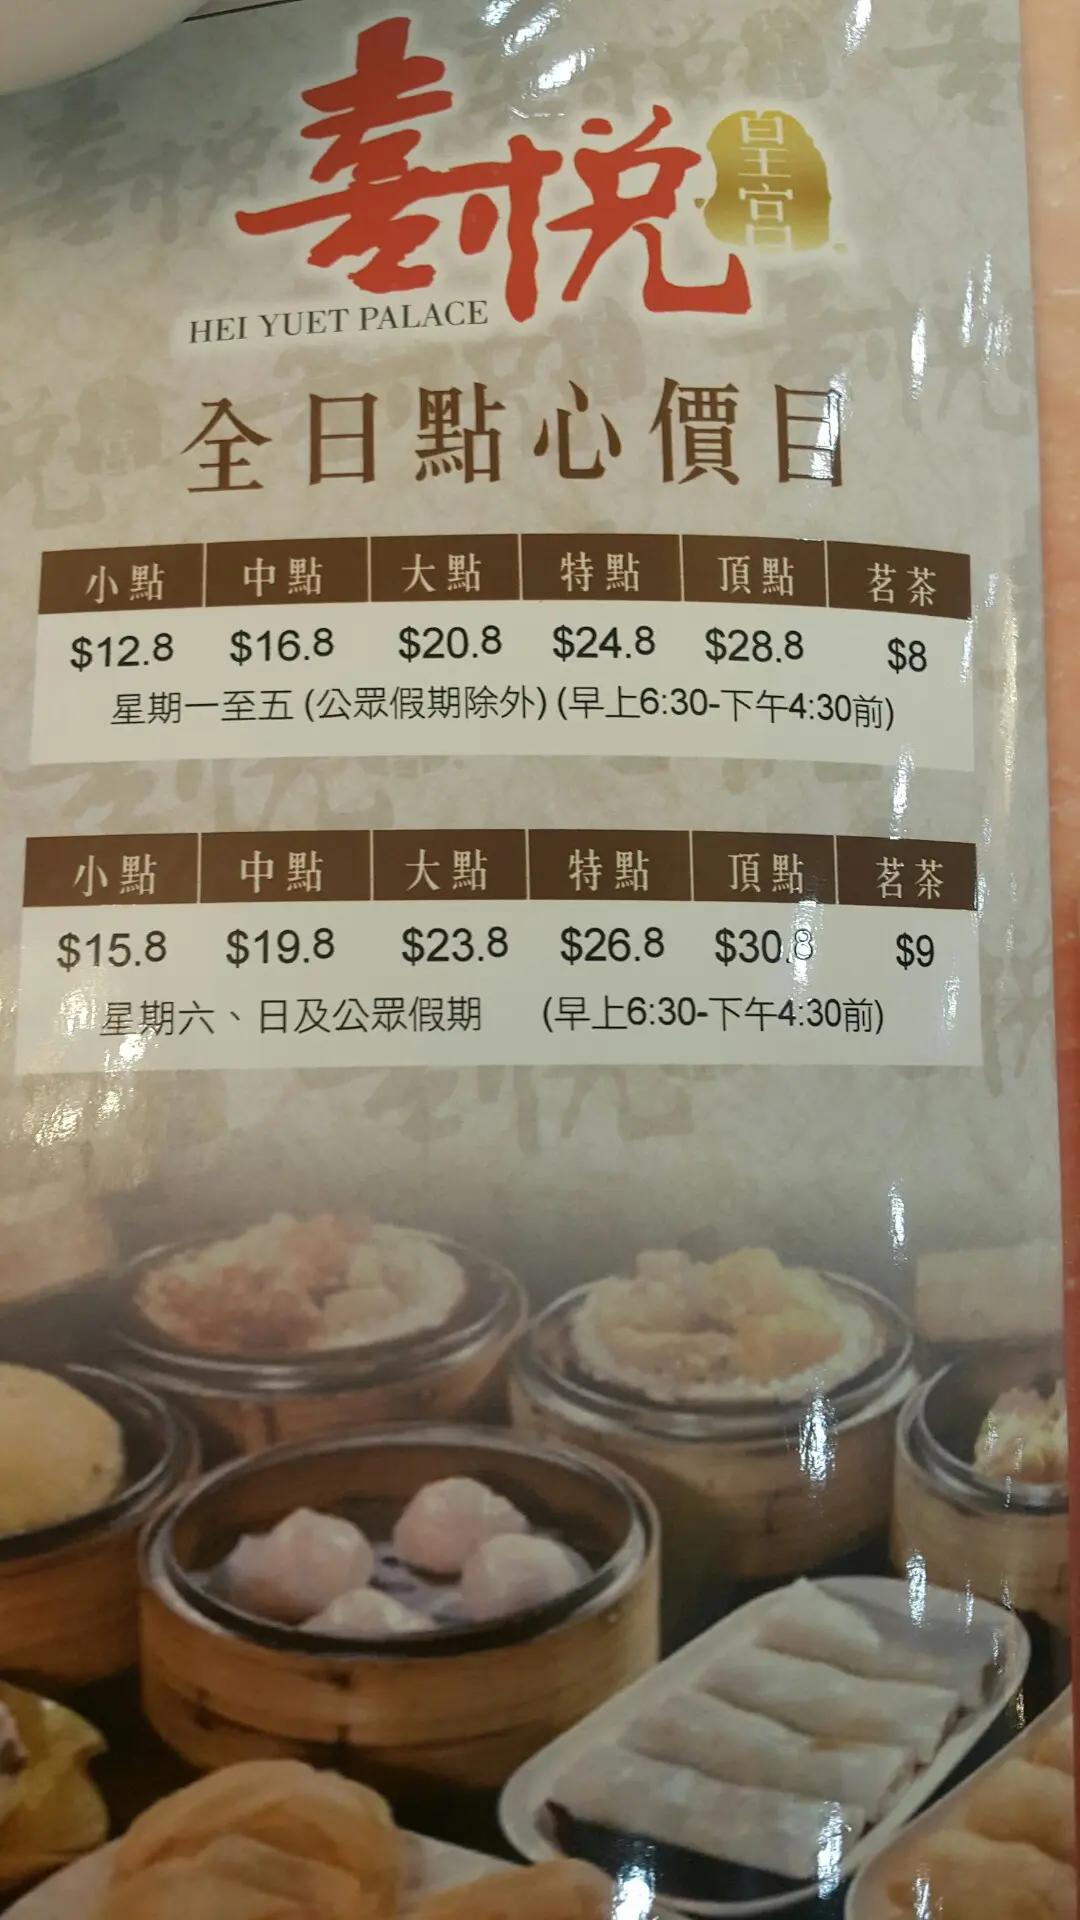 喜悅
皇宮
HEI YUET PALACE
全日點心價目
小點 中點 大點 特點 頂點 茗茶
$12.8 $16.8 $20.8 $24.8 $28.8 $8
星期一至五 (公眾假期除外) (早上6:30-下午4:30前)
小點 中點 大點 特點 頂點 茗茶
$15.8 $19.8 $23.8 $26.8 $30.8 $9
星期六、日及公眾假期 (早上6:30-下午4:30前)